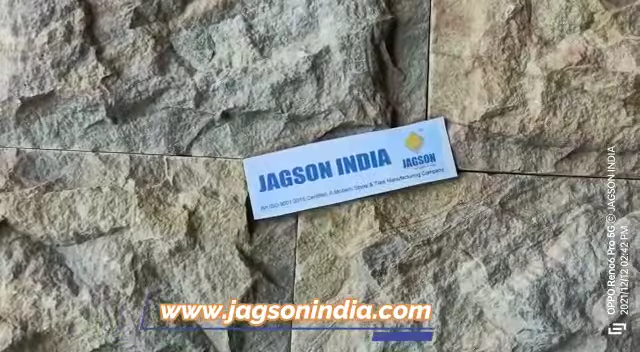 JAGSON INDIA
JAGSON
An ISO 9001:2015 Certified, A Modern Stone & Tiles Manufacturing Company
www.jagsonindia.com
OPPO Reno6 Pro 5G © JAGSON INDIA
2021/12/12 02:42 PM